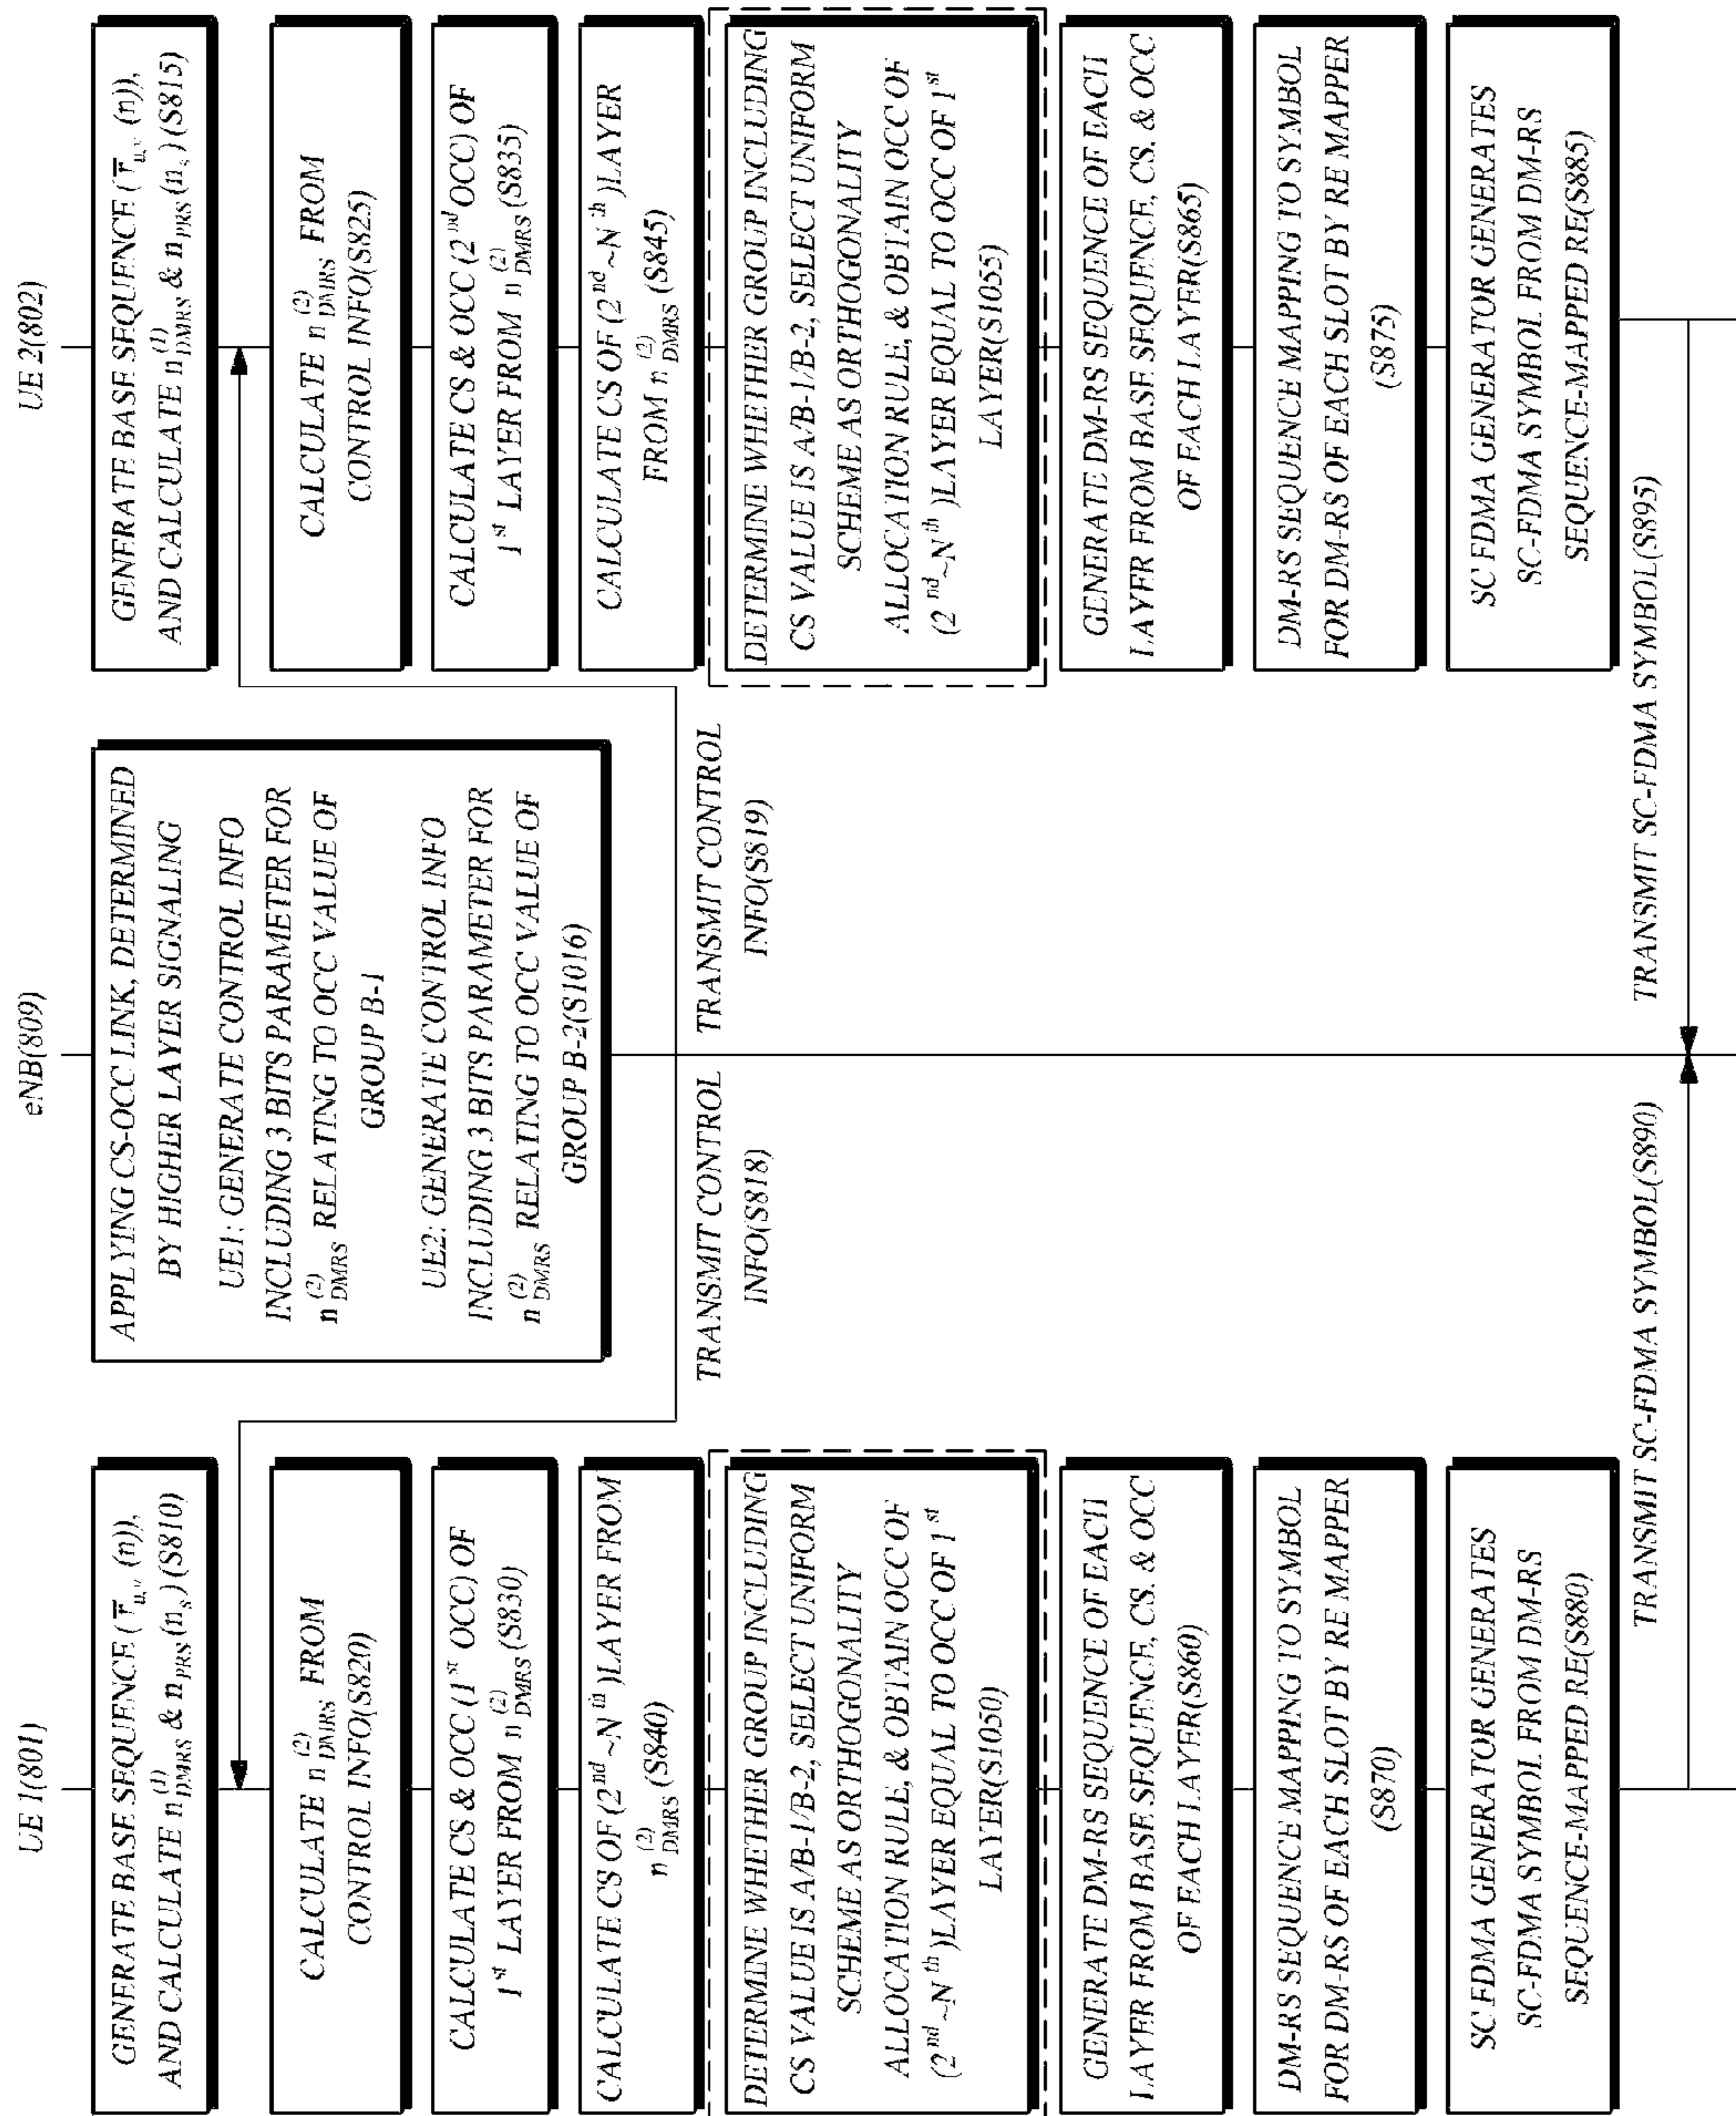 UE 1(801)
eNB(809)
UE 2(802)
GENERATE BASE SEQUENCE (r̅ u,v (n)),
AND CALCULATE n(1)DMRS & nPRS(ns) (S810)
APPLYING CS-OCC LINK, DETERMINED
BY HIGHER LAYER SIGNALING
UE1: GENERATE CONTROL INFO
INCLUDING 3 BITS PARAMETER FOR
n(2)DMRS RELATING TO OCC VALUE OF
GROUP B-1
UE2: GENERATE CONTROL INFO
INCLUDING 3 BITS PARAMETER FOR
n(2)DMRS RELATING TO OCC VALUE OF
GROUP B-2(S1016)
GENERATE BASE SEQUENCE (r̅ u,v (n)),
AND CALCULATE n(1)DMRS & nPRS(ns) (S815)
TRANSMIT CONTROL
INFO(S818)
TRANSMIT CONTROL
INFO(S819)
CALCULATE n(2)DMRS FROM
CONTROL INFO(S820)
CALCULATE CS & OCC (1st OCC) OF
1st LAYER FROM n(2)DMRS (S830)
CALCULATE CS OF (2nd ~N th )LAYER FROM
n(2)DMRS (S840)
DETERMINE WHETHER GROUP INCLUDING
CS VALUE IS A/B-1/B-2, SELECT UNIFORM
SCHEME AS ORTHOGONALITY
ALLOCATION RULE, & OBTAIN OCC OF
(2nd ~N th )LAYER EQUAL TO OCC OF 1st
LAYER(S1050)
GENERATE DM-RS SEQUENCE OF EACH
LAYER FROM BASE SEQUENCE, CS, & OCC
OF EACH LAYER(S860)
DM-RS SEQUENCE MAPPING TO SYMBOL
FOR DM-RS OF EACH SLOT BY RE MAPPER
(S870)
SC FDMA GENERATOR GENERATES
SC-FDMA SYMBOL FROM DM-RS
SEQUENCE-MAPPED RE(S880)
CALCULATE n(2)DMRS FROM
CONTROL INFO(S825)
CALCULATE CS & OCC (2nd OCC) OF
1st LAYER FROM n(2)DMRS (S835)
CALCULATE CS OF (2nd ~N th )LAYER
FROM n(2)DMRS (S845)
DETERMINE WHETHER GROUP INCLUDING
CS VALUE IS A/B-1/B-2, SELECT UNIFORM
SCHEME AS ORTHOGONALITY
ALLOCATION RULE, & OBTAIN OCC OF
(2nd ~N th )LAYER EQUAL TO OCC OF 1st
LAYER(S1055)
GENERATE DM-RS SEQUENCE OF EACH
LAYER FROM BASE SEQUENCE, CS, & OCC
OF EACH LAYER(S865)
DM-RS SEQUENCE MAPPING TO SYMBOL
FOR DM-RS OF EACH SLOT BY RE MAPPER
(S875)
SC FDMA GENERATOR GENERATES
SC-FDMA SYMBOL FROM DM-RS
SEQUENCE-MAPPED RE(S885)
TRANSMIT SC-FDMA SYMBOL(S890)
TRANSMIT SC-FDMA SYMBOL(S895)